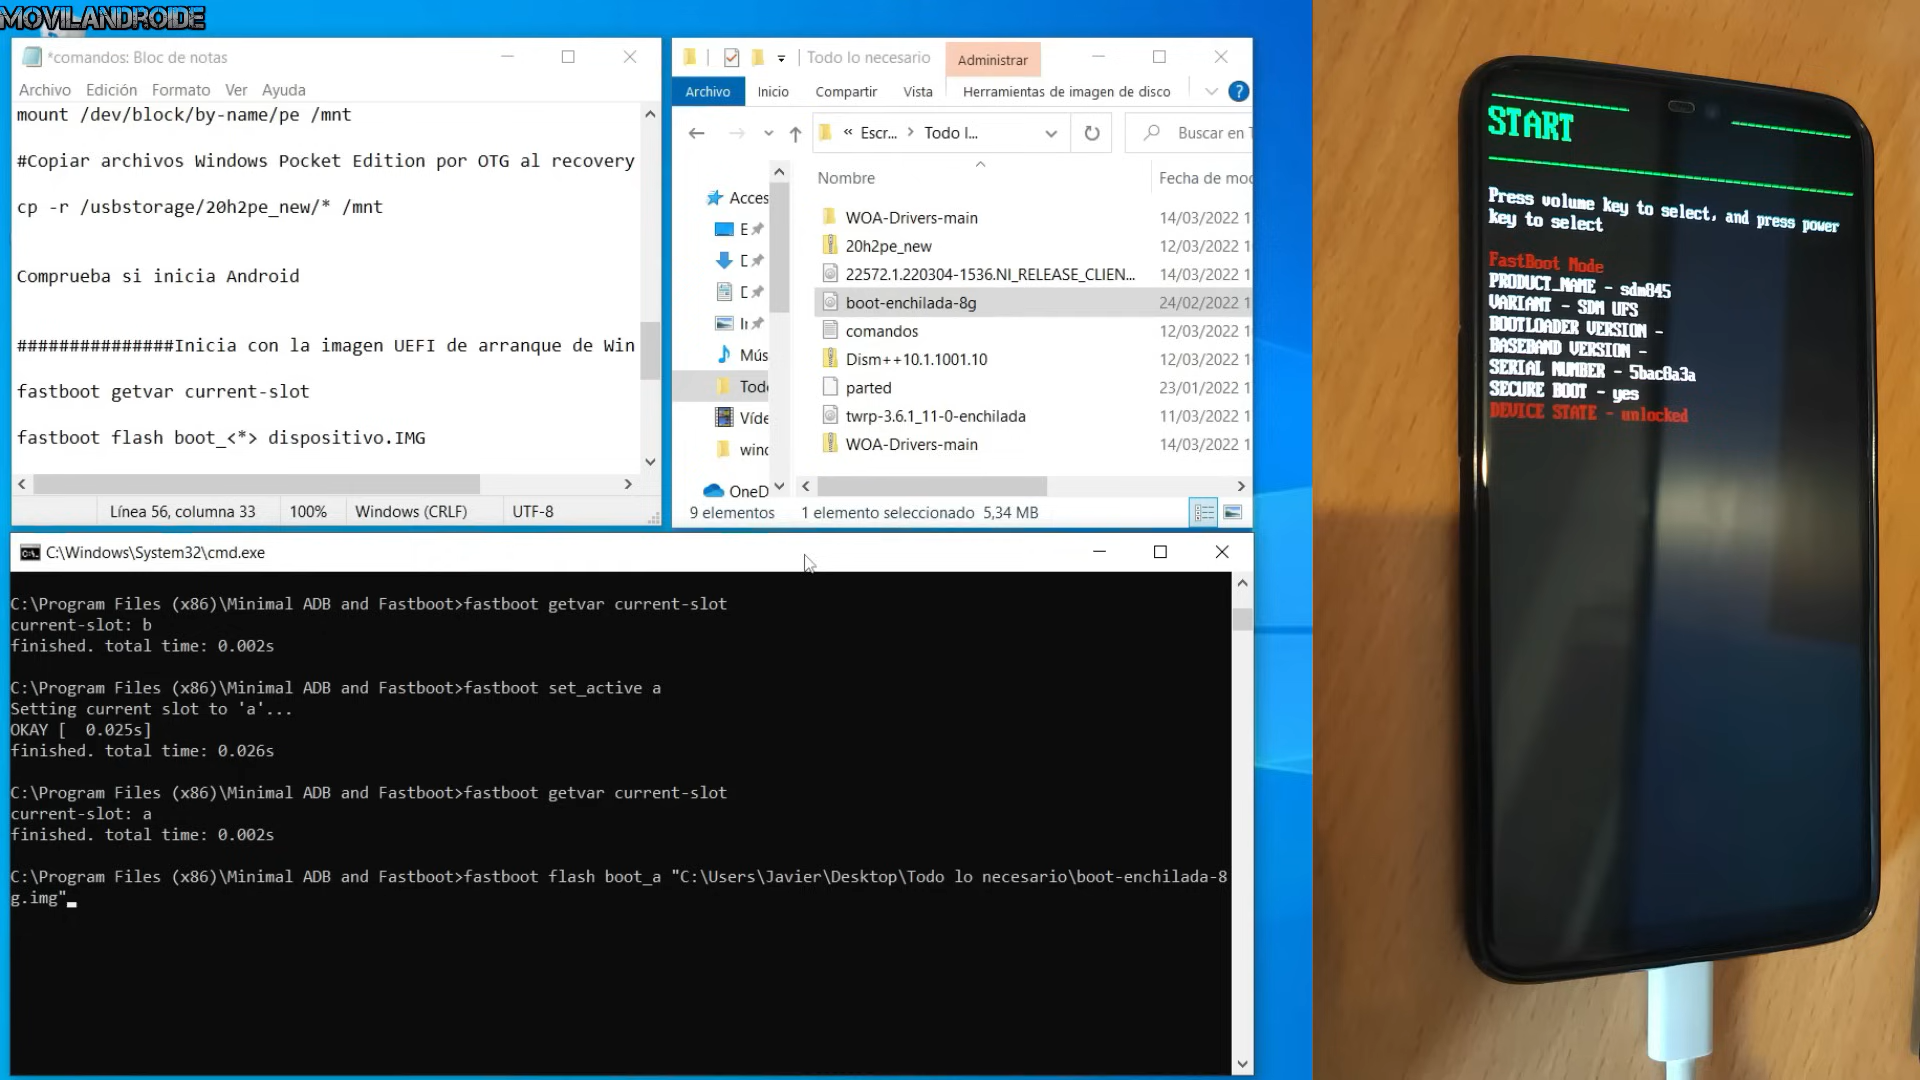 MOVILANDROIDE
*comandos: Bloc de notas
Archivo Edición Formato Ver Ayuda
mount /dev/block/by-name/pe /mnt
#Copiar archivos Windows Pocket Edition por OTG al recovery
cp -r /usbstorage/20h2pe_new/* /mnt
Comprueba si inicia Android
###############Inicia con la imagen UEFI de arranque de Win
fastboot getvar current-slot
fastboot flash boot_<*> dispositivo.IMG
Línea 56, columna 33 100% Windows (CRLF) UTF-8
Todo lo necesario Administrar
Archivo Inicio Compartir Vista Herramientas de imagen de disco
« Escr... Todo l... Buscar en T
Nombre Fecha de mod
Acces
E
D
D
Ir
Mús
Todo
Víde
wind
OneD
WOA-Drivers-main 14/03/2022 1
20h2pe_new 12/03/2022 1
22572.1.220304-1536.NI_RELEASE_CLIEN... 14/03/2022 1
boot-enchilada-8g 24/02/2022 1
comandos 12/03/2022 1
Dism++10.1.1001.10 12/03/2022 1
parted 23/01/2022 1
twrp-3.6.1_11-0-enchilada 11/03/2022 1
WOA-Drivers-main 14/03/2022 1
9 elementos 1 elemento seleccionado 5,34 MB
C:\Windows\System32\cmd.exe
C:\Program Files (x86)\Minimal ADB and Fastboot>fastboot getvar current-slot
current-slot: b
finished. total time: 0.002s
C:\Program Files (x86)\Minimal ADB and Fastboot>fastboot set_active a
Setting current slot to 'a'...
OKAY [  0.025s]
finished. total time: 0.026s
C:\Program Files (x86)\Minimal ADB and Fastboot>fastboot getvar current-slot
current-slot: a
finished. total time: 0.002s
C:\Program Files (x86)\Minimal ADB and Fastboot>fastboot flash boot_a "C:\Users\Javier\Desktop\Todo lo necesario\boot-enchilada-8
g.img"
START
Press volume key to select, and press power
key to select
FastBoot Mode
PRODUCT_NAME - sdm845
VARIANT - SDM UFS
BOOTLOADER VERSION -
BASEBAND VERSION -
SERIAL NUMBER - 5bac8a3a
SECURE BOOT - yes
DEVICE STATE - unlocked